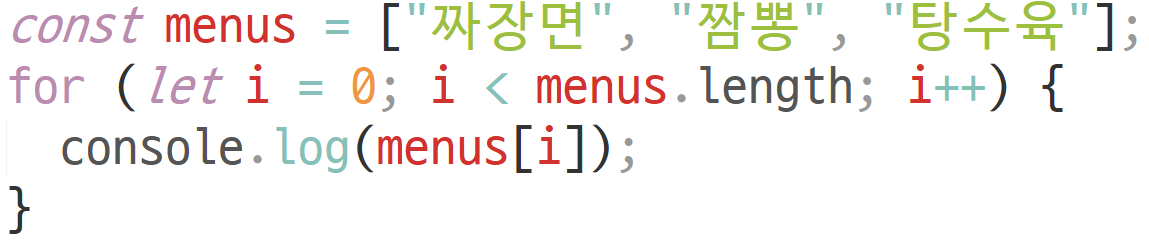 const menus = ["짜장면", "짬뽕", "탕수육"];
for (let i = 0; i < menus.length; i++) {
  console.log(menus[i]);
}